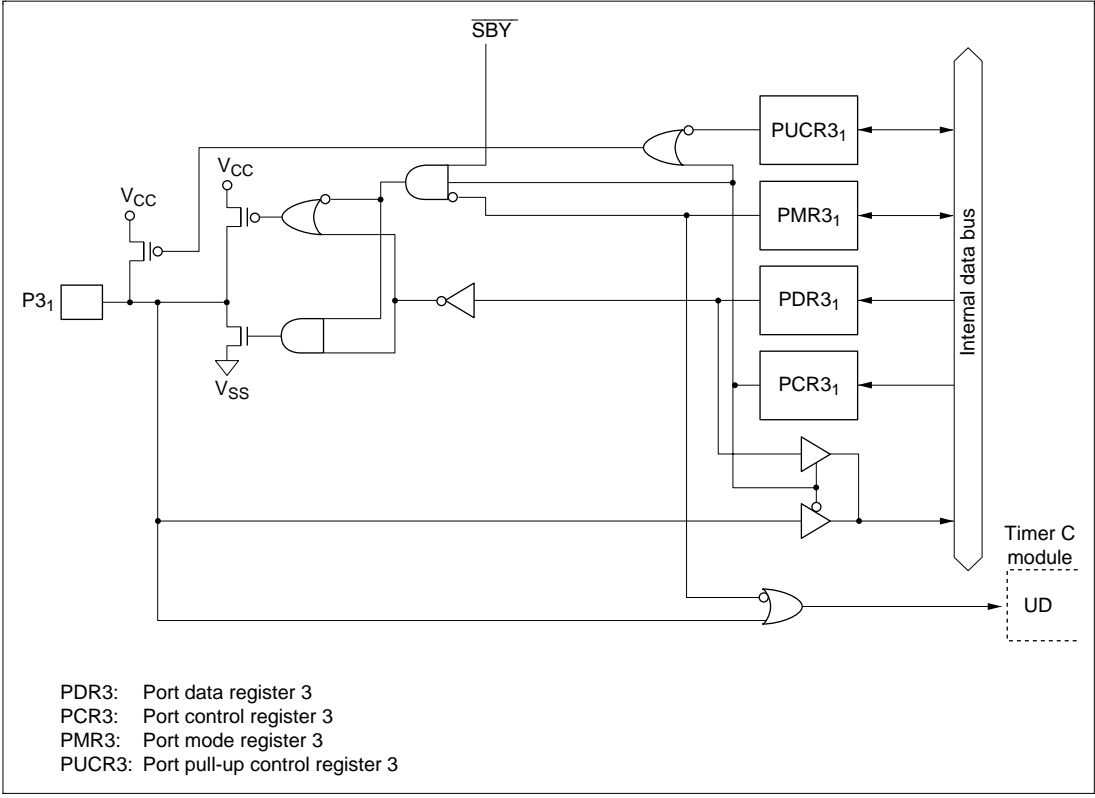 SBY
PUCR3₁
V_CC
V_CC
PMR3₁
Internal data bus
P3₁
PDR3₁
V_SS
PCR3₁
Timer C
module
UD
PDR3: Port data register 3
PCR3: Port control register 3
PMR3: Port mode register 3
PUCR3: Port pull-up control register 3